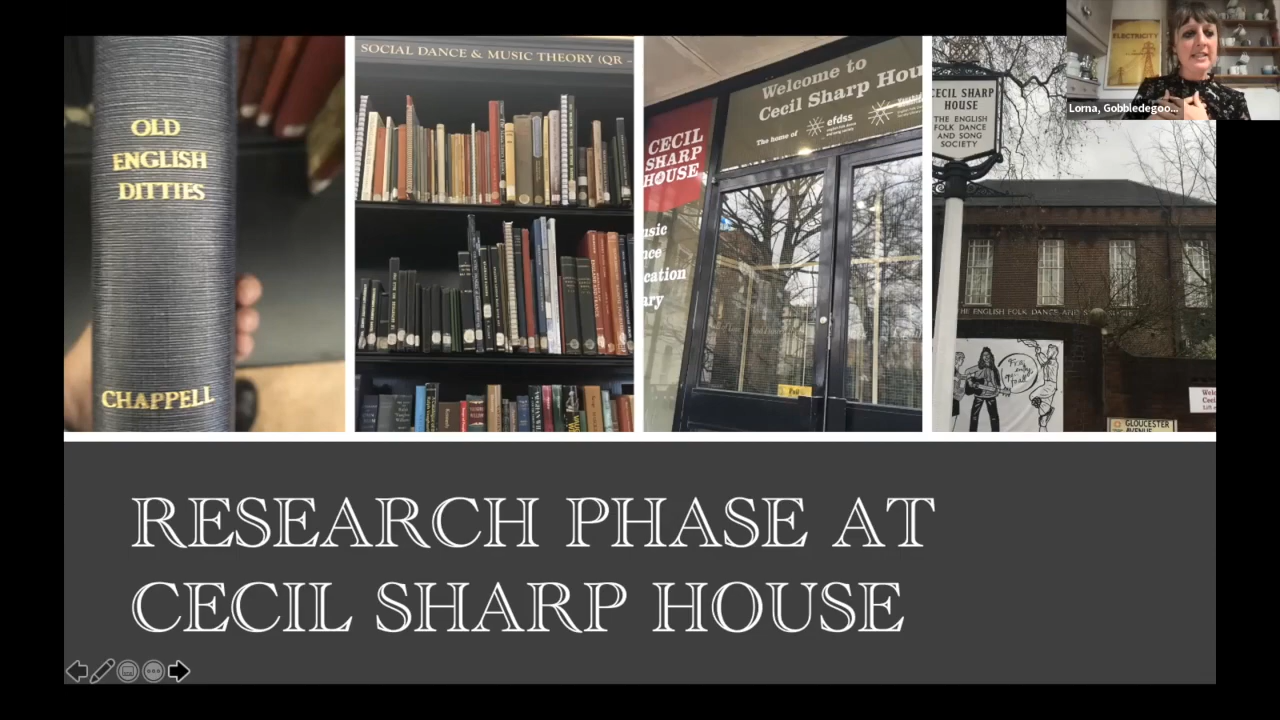 OLD
ENGLISH
DITTIES
CHAPPELL
SOCIAL DANCE & MUSIC THEORY (QR -
Welcome to
Cecil Sharp Hou
The home of
efdss
CECIL
SHARP
HOUSE
usic
nce
cation
ary
Pull
CECIL SHARP
HOUSE
THE ENGLISH
FOLK DANCE
AND SONG
SOCIETY
THE ENGLISH FOLK DANCE AND
GLOUCESTER
AVENUE
ELECTRICITY
Lorna, Gobbledegoo...
RESEARCH PHASE AT
CECIL SHARP HOUSE